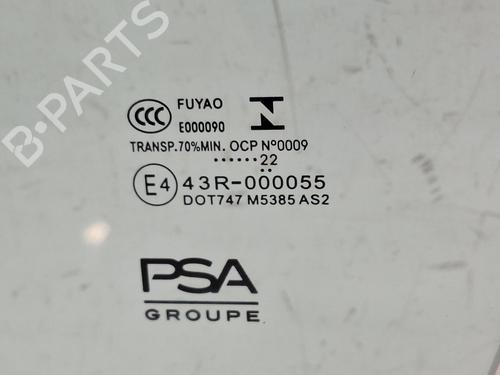 B-PARTS
CCC FUYAO
E000090
TRANSP.70%MIN. OCP Nº0009
......22
E4 43R-000055
DOT747 M5385 AS2
PSA
GROUPE